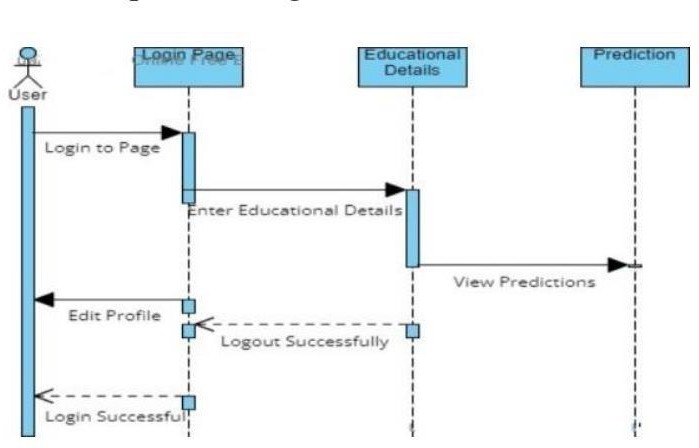 Login Page
Educational
Details
Prediction
User
Login to Page
Enter Educational Details
View Predictions
Edit Profile
Logout Successfully
Login Successful